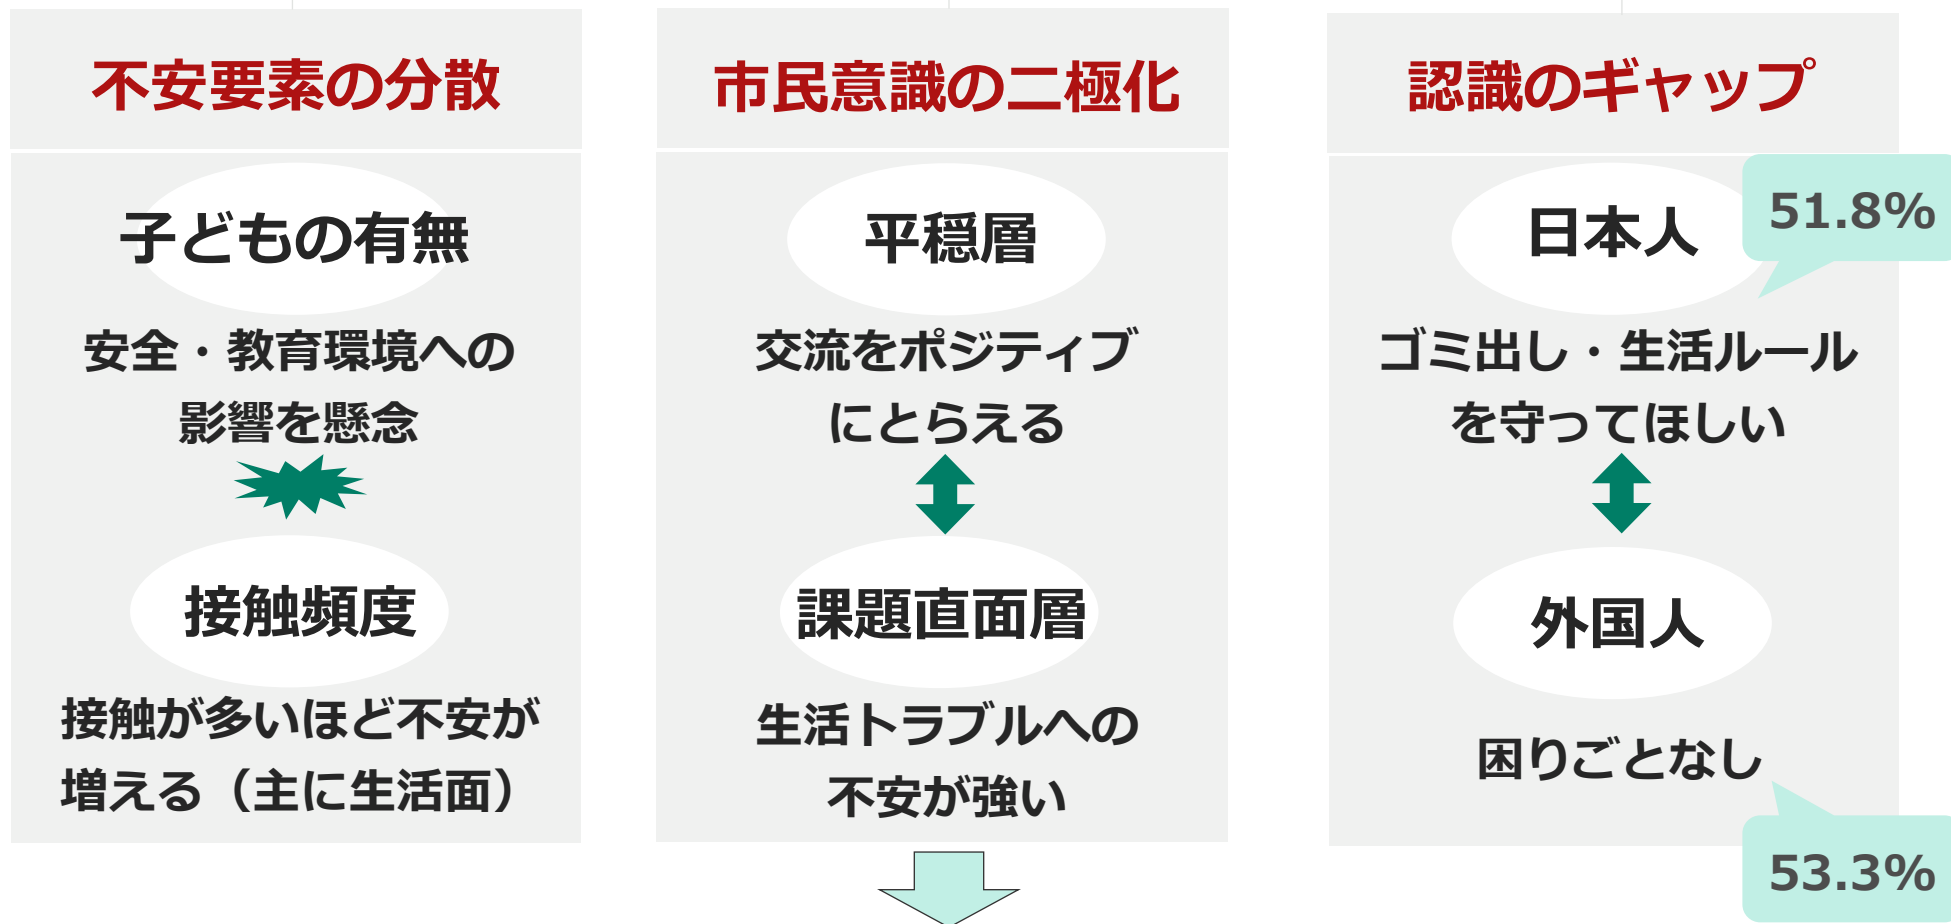 不安要素の分散
子どもの有無
安全・教育環境への
影響を懸念
接触頻度
接触が多いほど不安が
増える（主に生活面）
市民意識の二極化
平穏層
交流をポジティブ
にとらえる
課題直面層
生活トラブルへの
不安が強い
認識のギャップ
日本人
51.8%
ゴミ出し・生活ルール
を守ってほしい
外国人
困りごとなし
53.3%